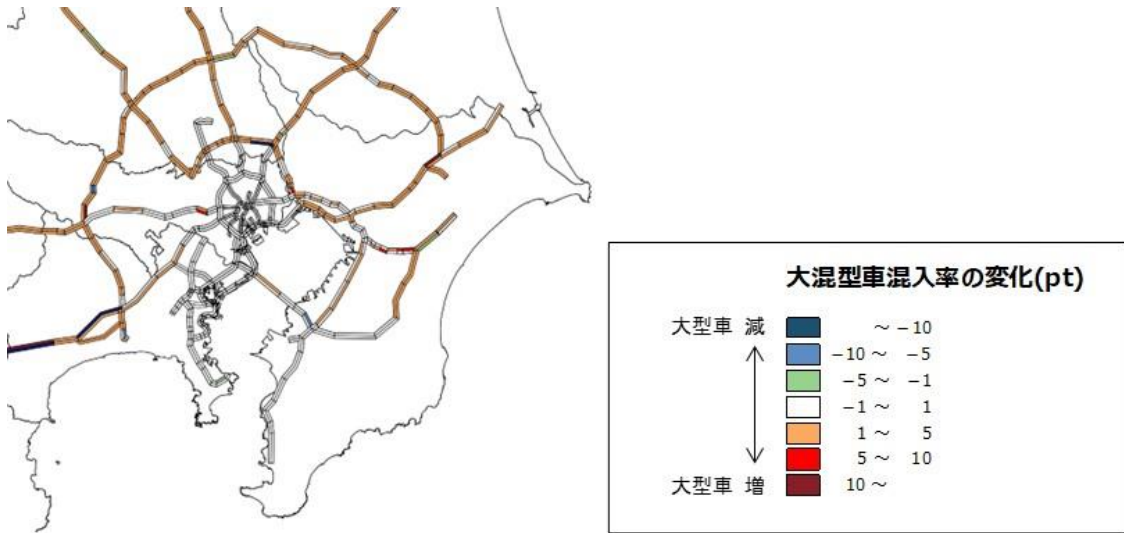 大混型車混入率の変化(pt)
大型車 減
～ -10
-10 ～ -5
-5 ～ -1
-1 ～ 1
1 ～ 5
5 ～ 10
大型車 増
10 ～